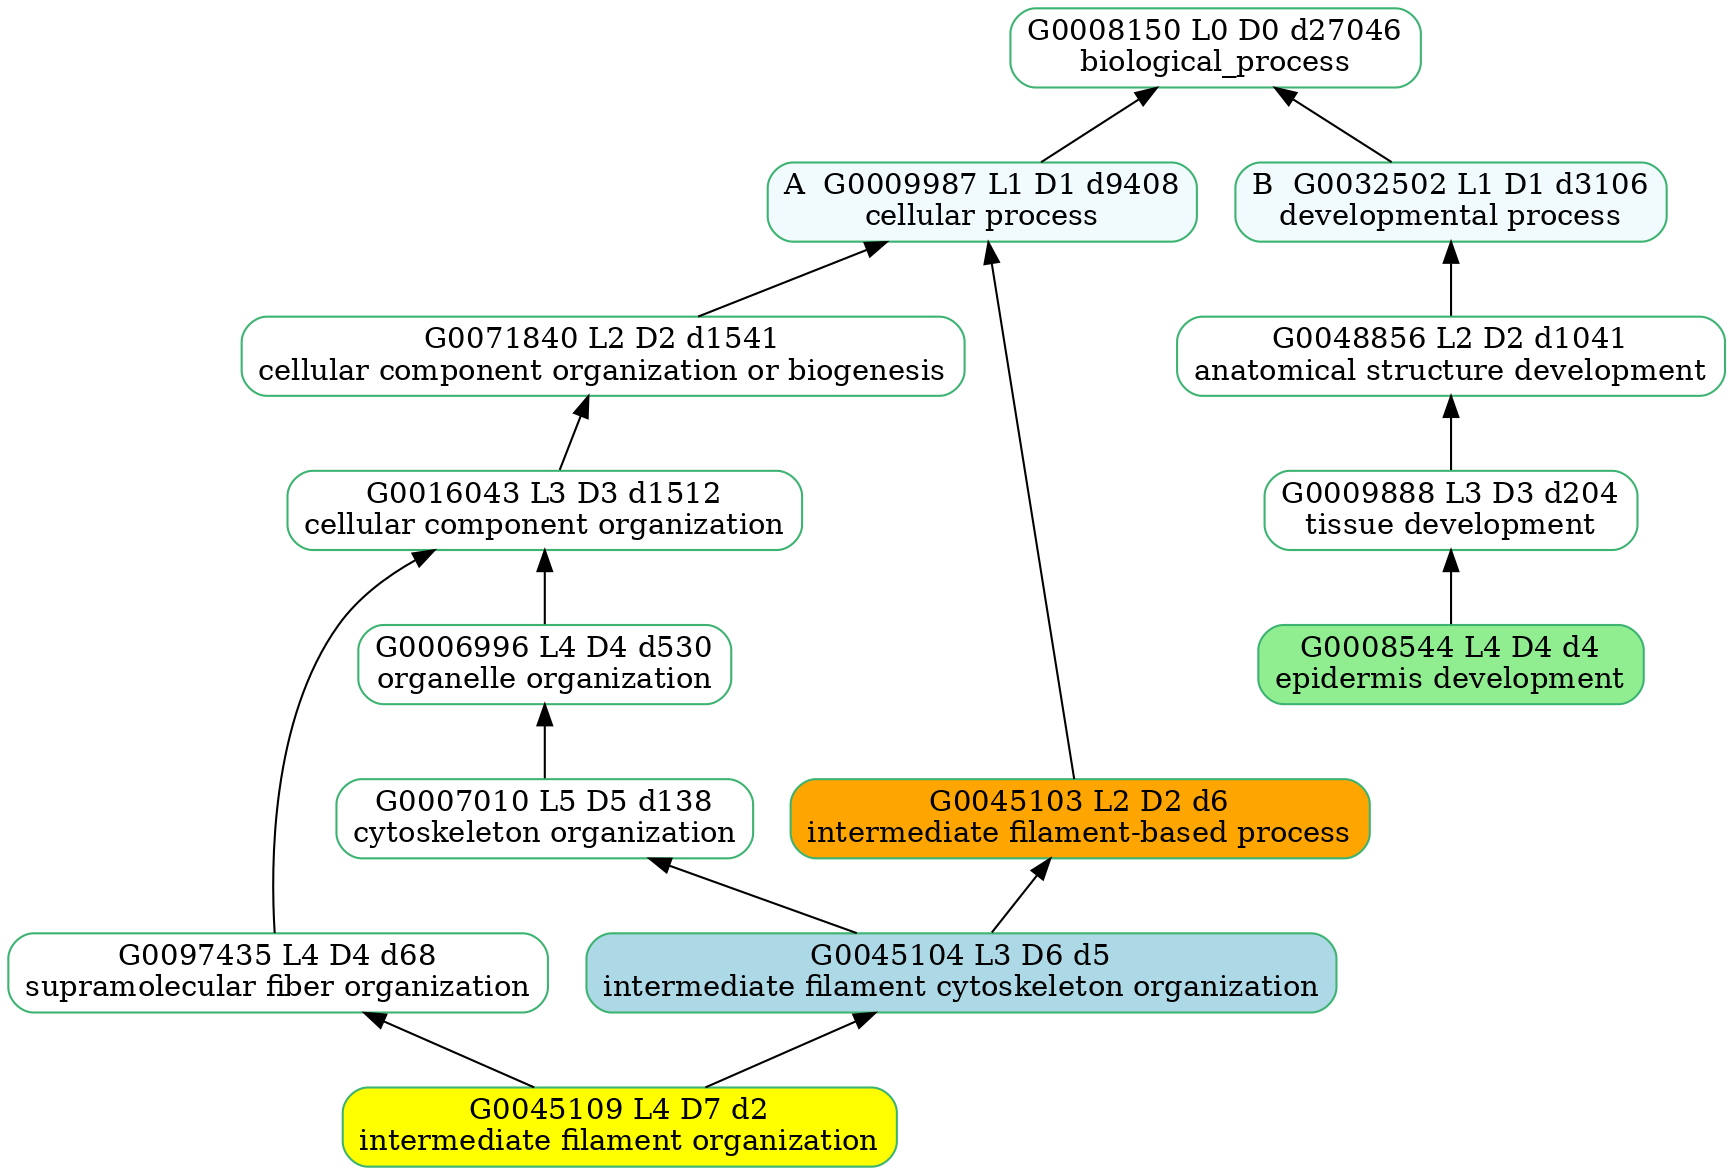 G0008150 L0 D0 d27046
biological_process
A  G0009987 L1 D1 d9408
cellular process
B  G0032502 L1 D1 d3106
developmental process
G0071840 L2 D2 d1541
cellular component organization or biogenesis
G0048856 L2 D2 d1041
anatomical structure development
G0016043 L3 D3 d1512
cellular component organization
G0009888 L3 D3 d204
tissue development
G0006996 L4 D4 d530
organelle organization
G0008544 L4 D4 d4
epidermis development
G0007010 L5 D5 d138
cytoskeleton organization
G0045103 L2 D2 d6
intermediate filament-based process
G0097435 L4 D4 d68
supramolecular fiber organization
G0045104 L3 D6 d5
intermediate filament cytoskeleton organization
G0045109 L4 D7 d2
intermediate filament organization